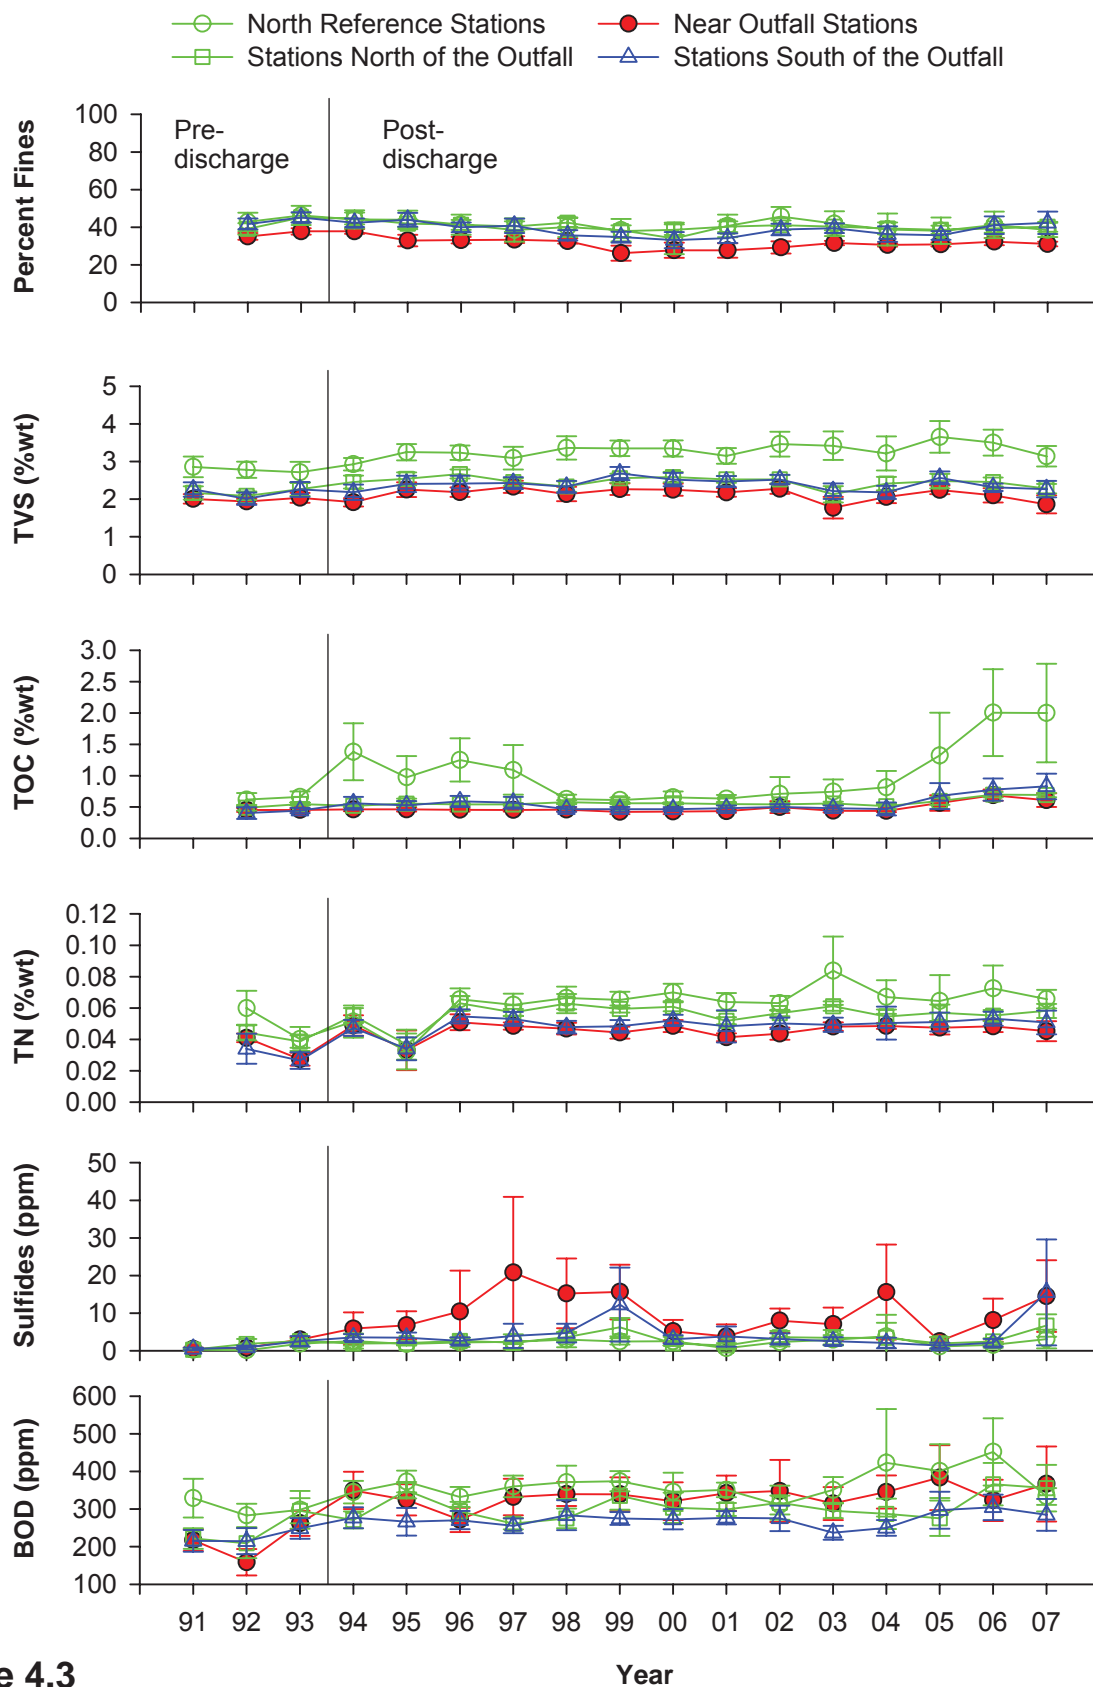 North Reference Stations
Near Outfall Stations
Stations North of the Outfall
Stations South of the Outfall
Percent Fines
100
80
60
40
20
0
Pre-
discharge
Post-
discharge
TVS (%wt)
5
4
3
2
1
0
TOC (%wt)
3.0
2.5
2.0
1.5
1.0
0.5
0.0
TN (%wt)
0.12
0.10
0.08
0.06
0.04
0.02
0.00
Sulfides (ppm)
50
40
30
20
10
0
BOD (ppm)
600
500
400
300
200
100
91 92 93 94 95 96 97 98 99 00 01 02 03 04 05 06 07
Year
e 4.3